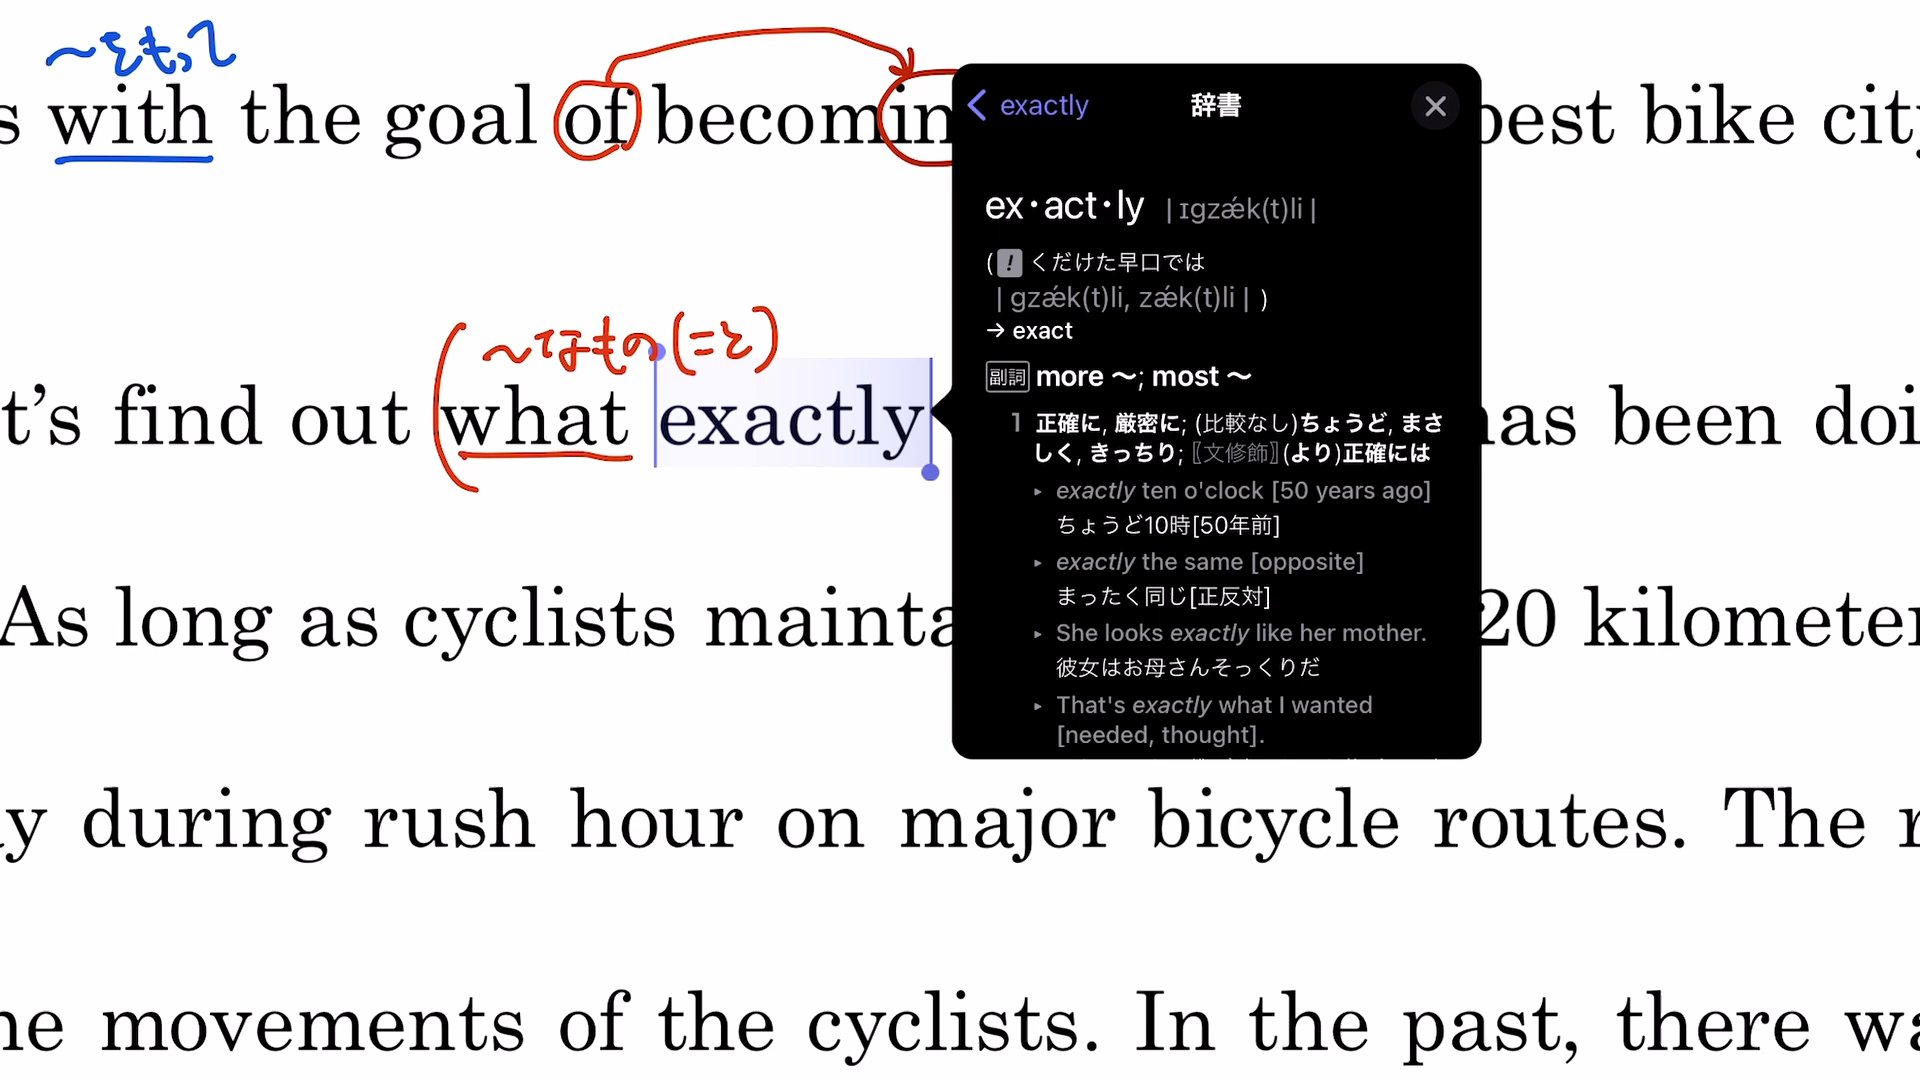 〜をもって
with the goal of becomin
best bike city
〜なもの(こと)
t's find out (what exactly
has been doi
As long as cyclists mainta
20 kilometer
during rush hour on major bicycle routes. The
movements of the cyclists. In the past, there wa
exactly 辞書
ex・act・ly |ɪgzǽk(t)li|
(! くだけた早口では
|gzǽk(t)li, zǽk(t)li|)
→ exact
副詞 more 〜; most 〜
1 正確に, 厳密に; (比較なし)ちょうど, まさ
しく, きっちり; 〖文修飾〗(より)正確には
▸ exactly ten o'clock [50 years ago]
ちょうど10時[50年前]
▸ exactly the same [opposite]
まったく同じ[正反対]
▸ She looks exactly like her mother.
彼女はお母さんそっくりだ
▸ That's exactly what I wanted
[needed, thought].